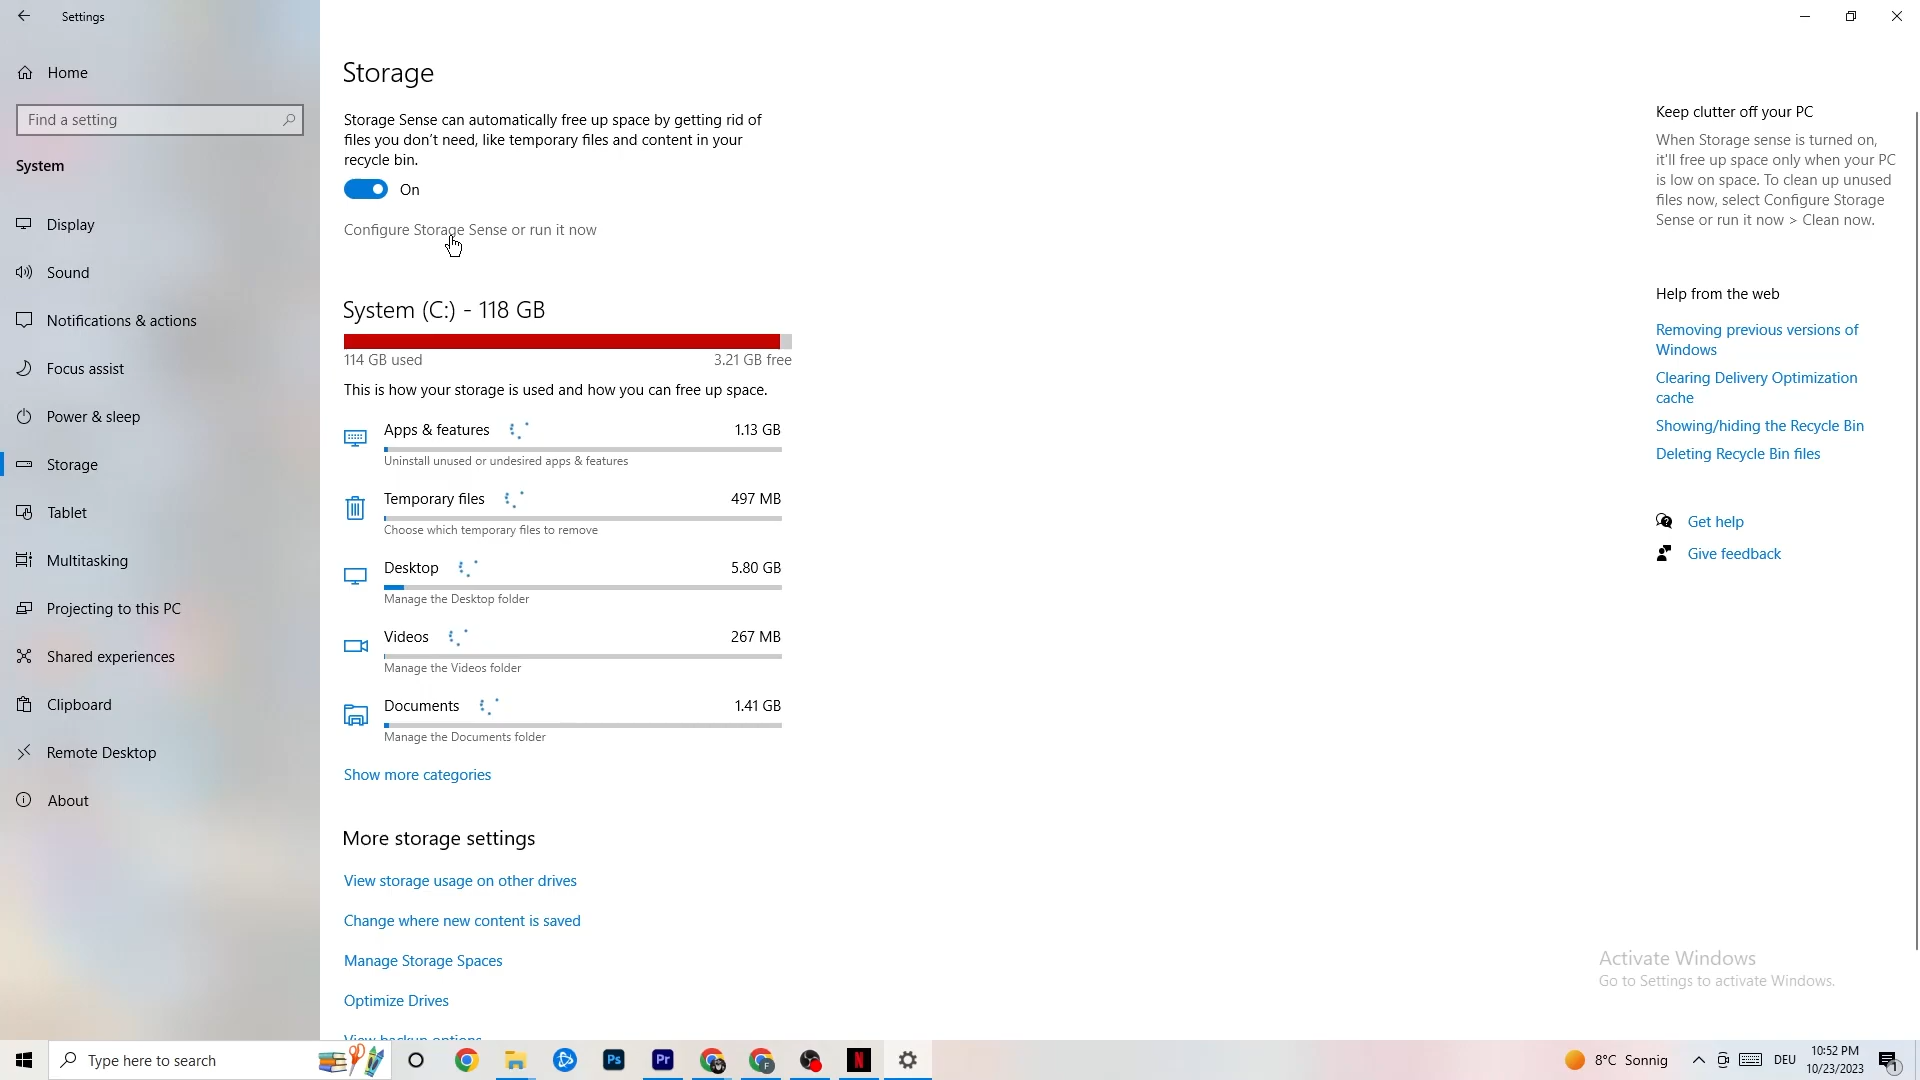 Settings
Home
Find a setting
System
Display
Sound
Notifications & actions
Focus assist
Power & sleep
Storage
Tablet
Multitasking
Projecting to this PC
Shared experiences
Clipboard
Remote Desktop
About
Storage
Storage Sense can automatically free up space by getting rid of
files you don't need, like temporary files and content in your
recycle bin.
On
Configure Storage Sense or run it now
System (C:) - 118 GB
114 GB used
3.21 GB free
This is how your storage is used and how you can free up space.
Apps & features
1.13 GB
Uninstall unused or undesired apps & features
Temporary files
497 MB
Choose which temporary files to remove
Desktop
5.80 GB
Manage the Desktop folder
Videos
267 MB
Manage the Videos folder
Documents
1.41 GB
Manage the Documents folder
Show more categories
More storage settings
View storage usage on other drives
Change where new content is saved
Manage Storage Spaces
Optimize Drives
View backup options
Keep clutter off your PC
When Storage sense is turned on,
it'll free up space only when your PC
is low on space. To clean up unused
files now, select Configure Storage
Sense or run it now > Clean now.
Help from the web
Removing previous versions of
Windows
Clearing Delivery Optimization
cache
Showing/hiding the Recycle Bin
Deleting Recycle Bin files
Get help
Give feedback
Activate Windows
Go to Settings to activate Windows.
Type here to search
Ps
Pr
F
N
8°C Sonnig
DEU
10:52 PM
10/23/2023
1